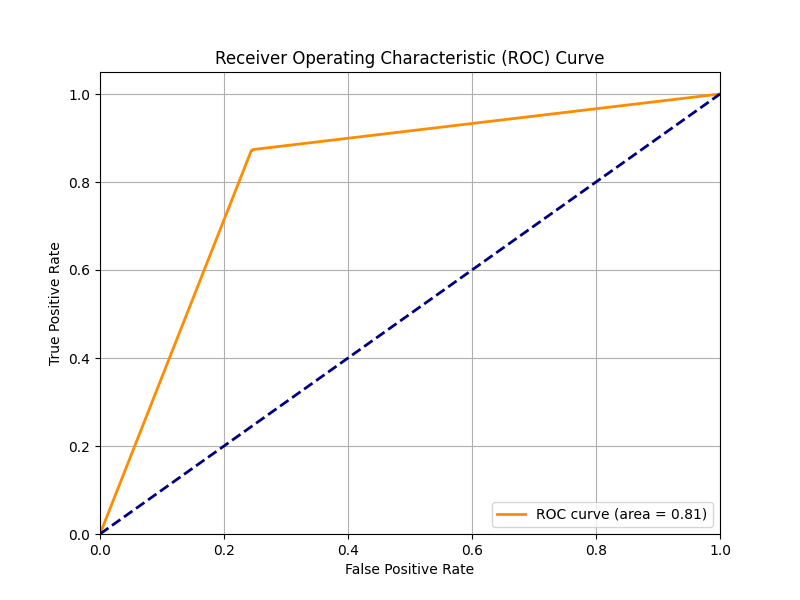 Receiver Operating Characteristic (ROC) Curve
1.0
0.8
0.6
0.4
0.2
0.0
True Positive Rate
ROC curve (area = 0.81)
0.0 0.2 0.4 0.6 0.8 1.0
False Positive Rate